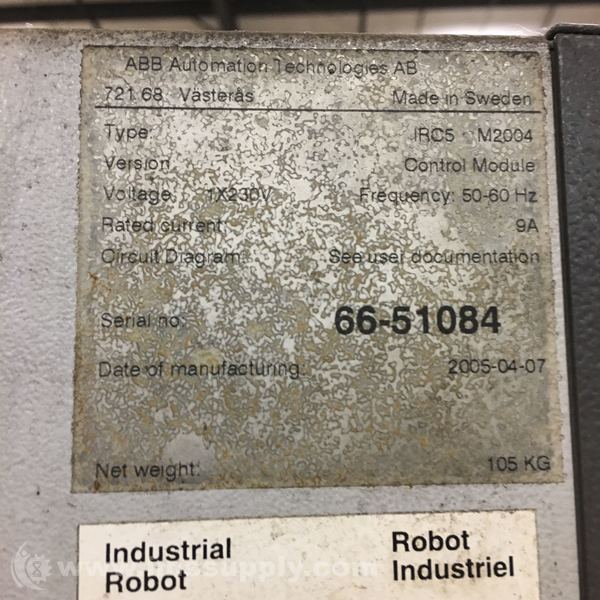 ABB Automation Technologies AB
721 68 Västerås Made in Sweden
Type: IRC5 M2004
Version Control Module
Voltage: 1X230V Frequency: 50-60 Hz
Rated current: 9A
Circuit Diagram: See user documentation
Serial no: 66-51084
Date of manufacturing: 2005-04-07
Net weight: 105 KG
Industrial Robot
Robot Industriel